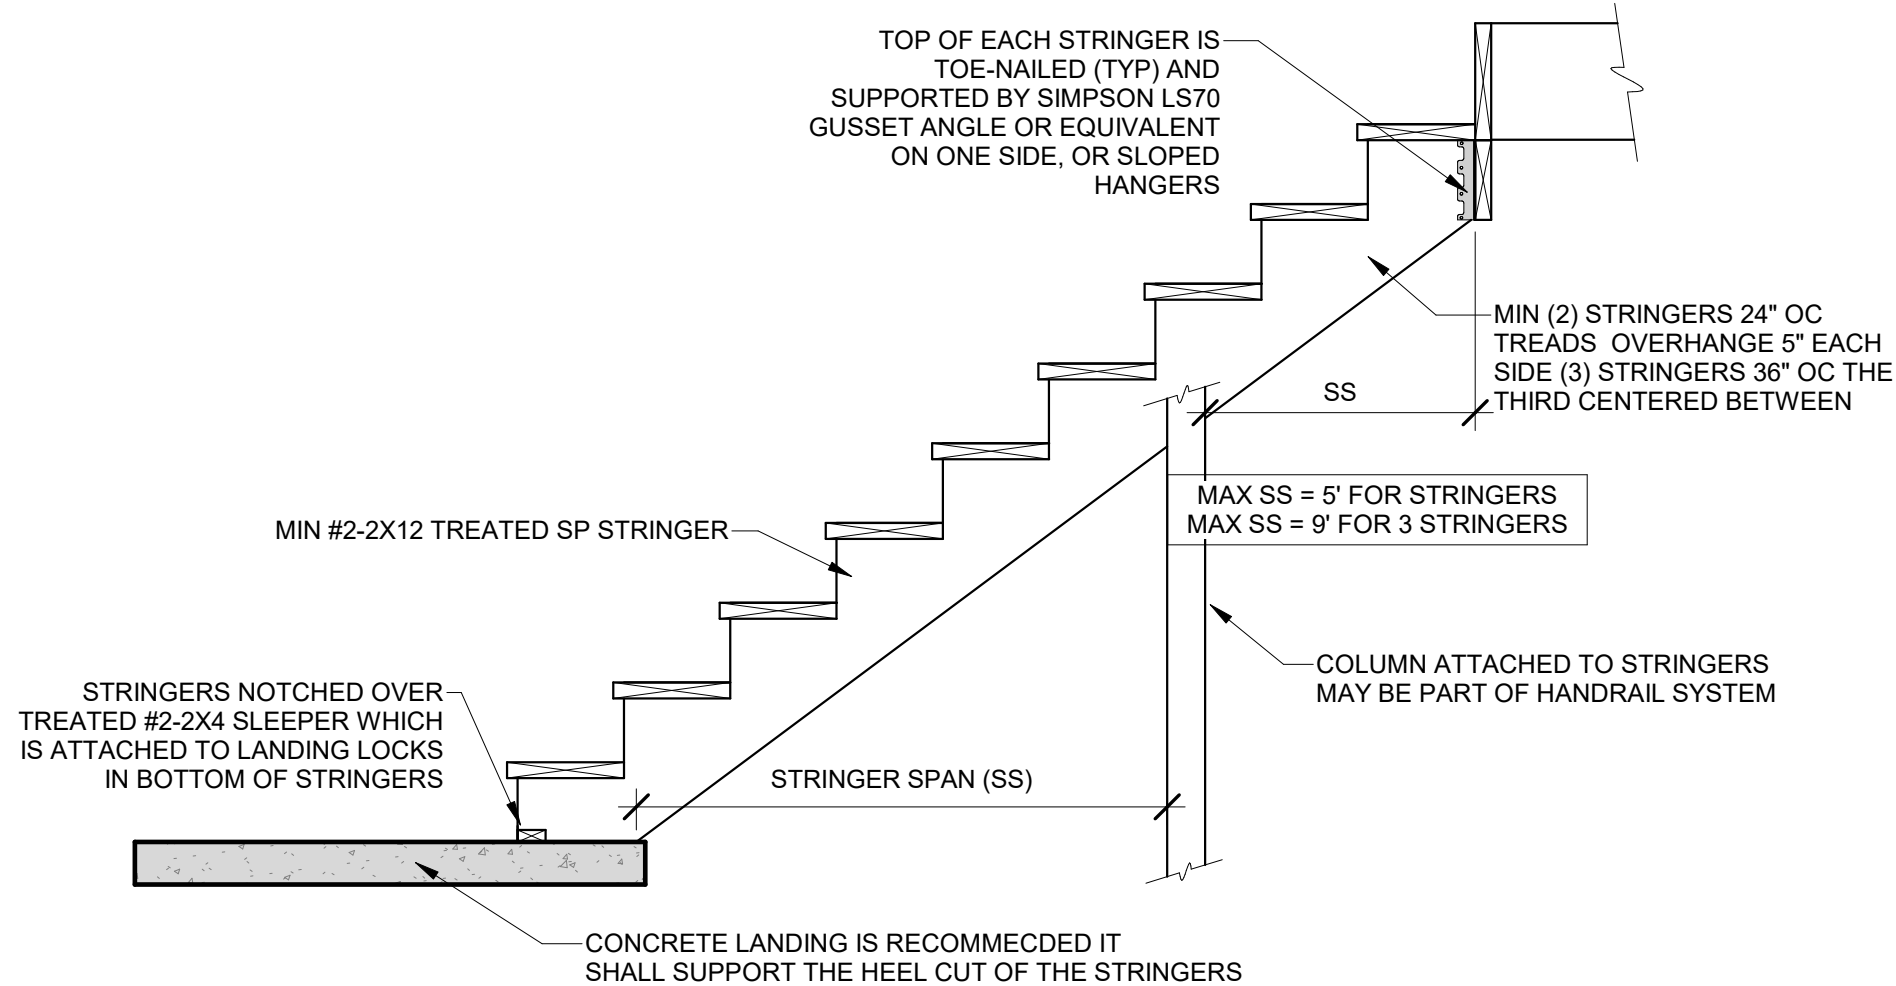 TOP OF EACH STRINGER IS
TOE-NAILED (TYP) AND
SUPPORTED BY SIMPSON LS70
GUSSET ANGLE OR EQUIVALENT
ON ONE SIDE, OR SLOPED
HANGERS
MIN (2) STRINGERS 24" OC
TREADS OVERHANGE 5" EACH
SIDE (3) STRINGERS 36" OC THE
THIRD CENTERED BETWEEN
SS
MAX SS = 5' FOR STRINGERS
MAX SS = 9' FOR 3 STRINGERS
MIN #2-2X12 TREATED SP STRINGER
COLUMN ATTACHED TO STRINGERS
MAY BE PART OF HANDRAIL SYSTEM
STRINGERS NOTCHED OVER
TREATED #2-2X4 SLEEPER WHICH
IS ATTACHED TO LANDING LOCKS
IN BOTTOM OF STRINGERS
STRINGER SPAN (SS)
CONCRETE LANDING IS RECOMMECDED IT
SHALL SUPPORT THE HEEL CUT OF THE STRINGERS